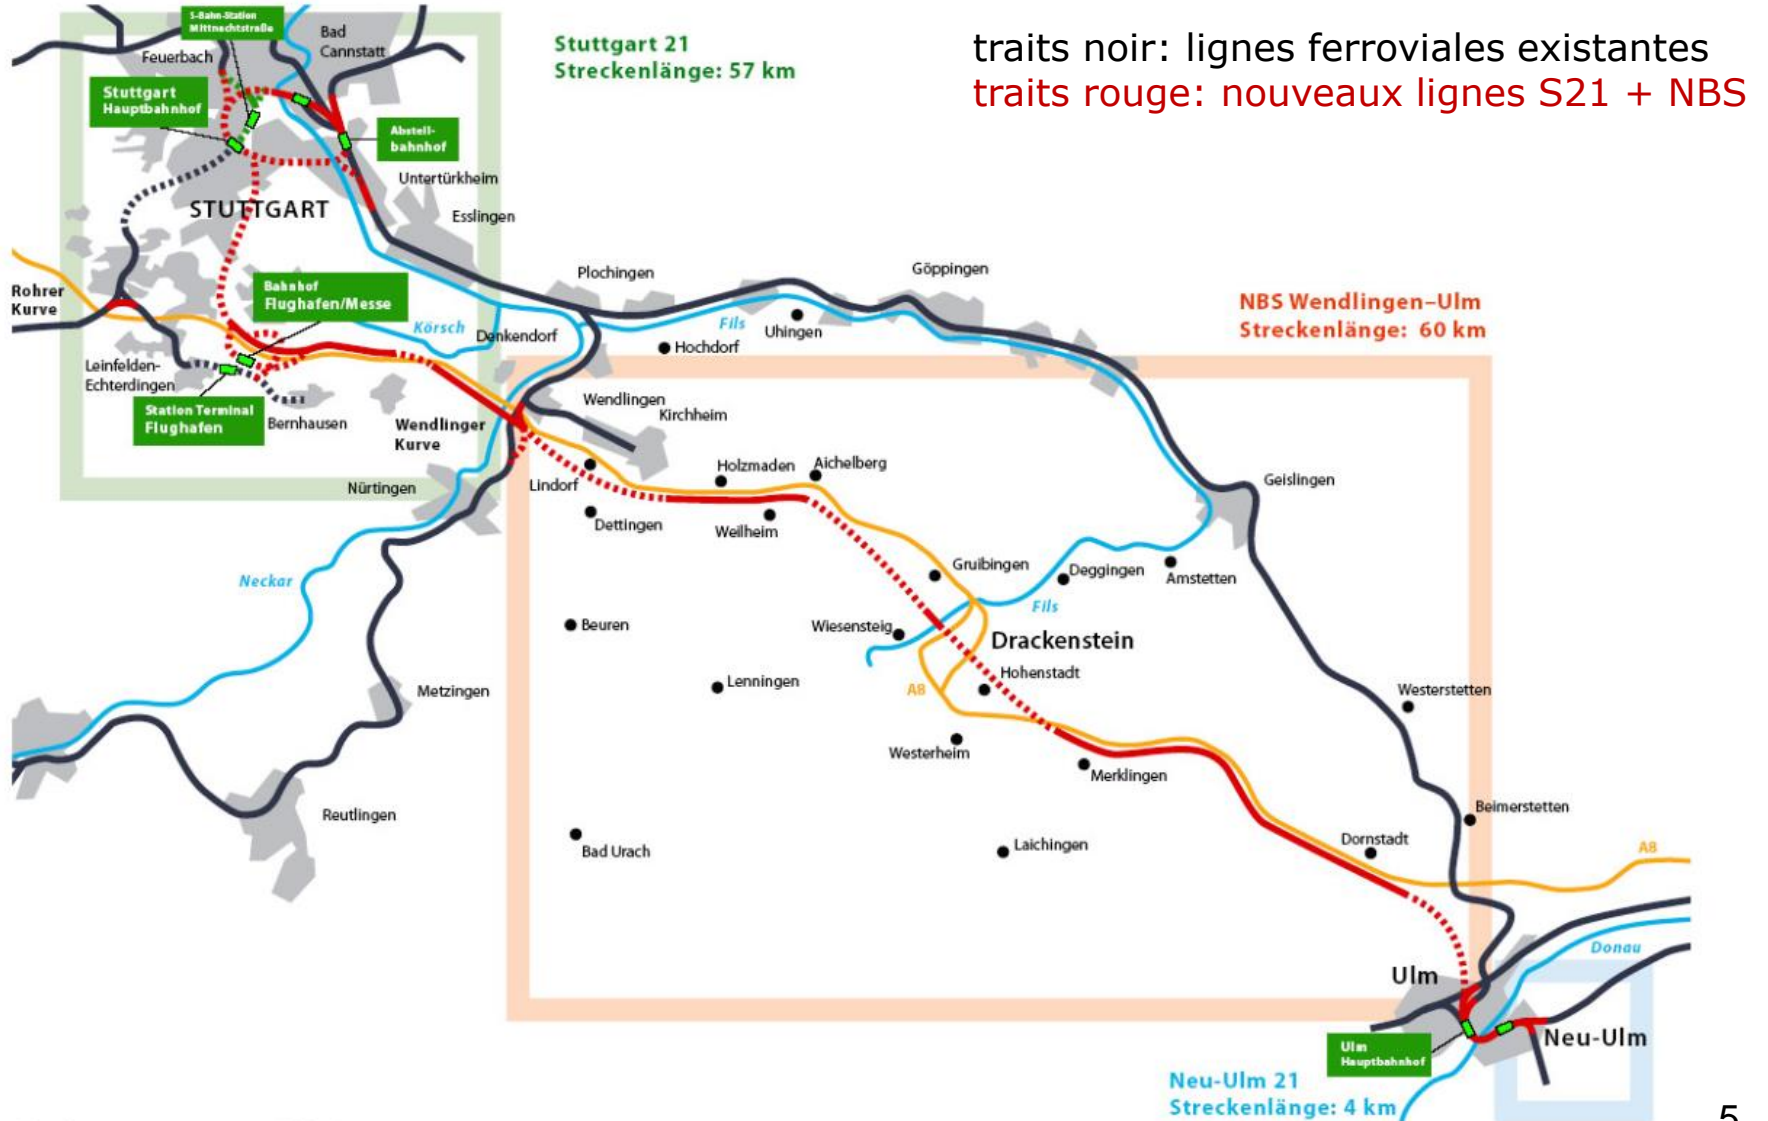 S-Bahn-Station
Mittnachtstraße
Bad
Cannstatt
Feuerbach
Stuttgart 21
Streckenlänge: 57 km
traits noir: lignes ferroviales existantes
traits rouge: nouveaux lignes S21 + NBS
Stuttgart
Hauptbahnhof
Abstell-
bahnhof
Untertürkheim
STUTTGART
Esslingen
Plochingen
Göppingen
Rohrer
Kurve
Bahnhof
Flughafen/Messe
NBS Wendlingen–Ulm
Streckenlänge: 60 km
Körsch
Denkendorf
Fils
Uhingen
Hochdorf
Leinfelden-
Echterdingen
Station Terminal
Flughafen
Bernhausen
Wendlinger
Kurve
Wendlingen
Kirchheim
Nürtingen
Lindorf
Holzmaden
Aichelberg
Geislingen
Dettingen
Weilheim
Neckar
Gruibingen
Deggingen
Amstetten
Fils
Beuren
Wiesensteig
Drackenstein
Hohenstadt
Metzingen
Lenningen
A8
Westerstetten
Westerheim
Merklingen
Reutlingen
Beimerstetten
Bad Urach
Laichingen
Dornstadt
A8
Donau
Ulm
Ulm
Hauptbahnhof
Neu-Ulm
Neu-Ulm 21
Streckenlänge: 4 km
5